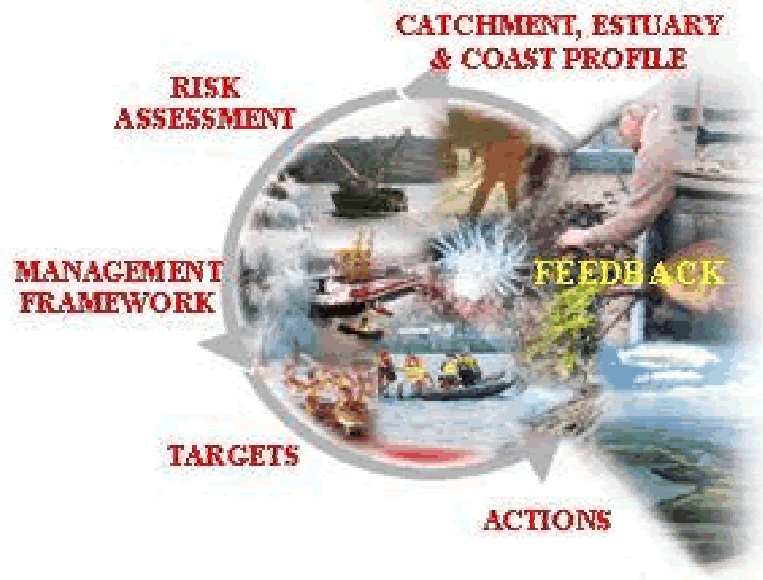 CATCHMENT, ESTUARY
& COAST PROFILE
RISK
ASSESSMENT
MANAGEMENT
FRAMEWORK
FEEDBACK
TARGETS
ACTIONS